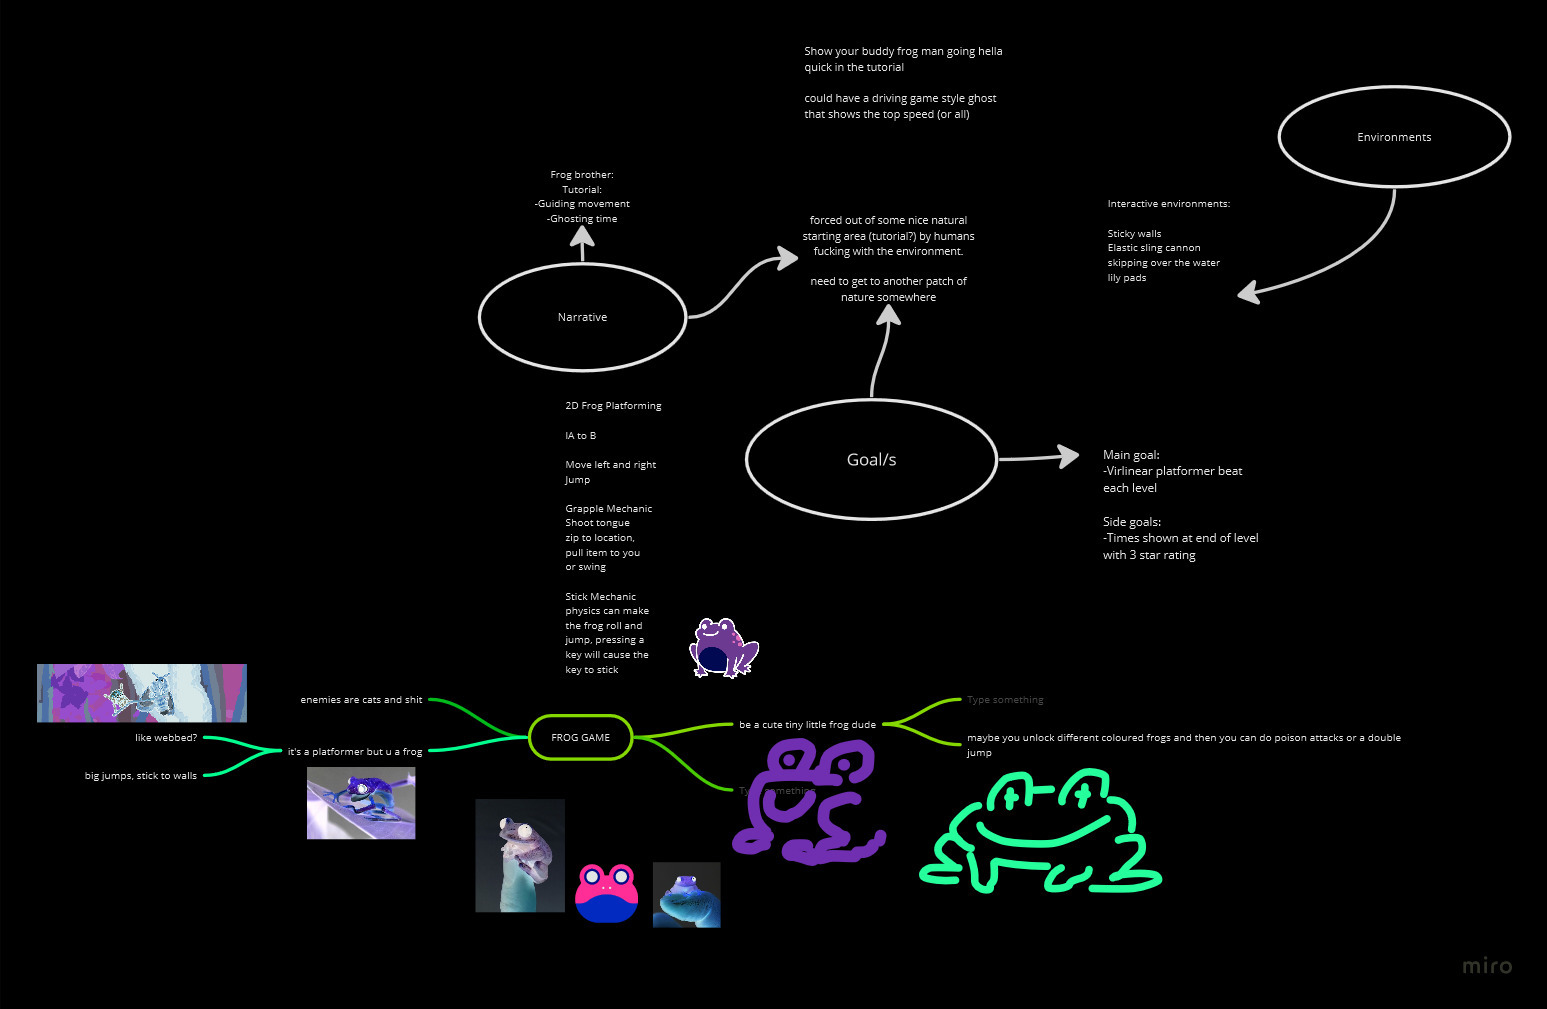 Show your buddy frog man going hella
quick in the tutorial
could have a driving game style ghost
that shows the top speed (or all)
Environments
Frog brother:
Tutorial:
-Guiding movement
-Ghosting time
Interactive environments:
Sticky walls
Elastic sling cannon
skipping over the water
lily pads
forced out of some nice natural
starting area (tutorial?) by humans
fucking with the environment.
need to get to another patch of
nature somewhere
Narrative
2D Frog Platforming
IA to B
Move left and right
Jump
Grapple Mechanic
Shoot tongue
zip to location,
pull item to you
or swing
Stick Mechanic
physics can make
the frog roll and
jump, pressing a
key will cause the
key to stick
Goal/s
Main goal:
-Virlinear platformer beat
each level
Side goals:
-Times shown at end of level
with 3 star rating
enemies are cats and shit
like webbed?
it's a platformer but u a frog
big jumps, stick to walls
FROG GAME
be a cute tiny little frog dude
Type something
maybe you unlock different coloured frogs and then you can do poison attacks or a double
jump
Type something
miro